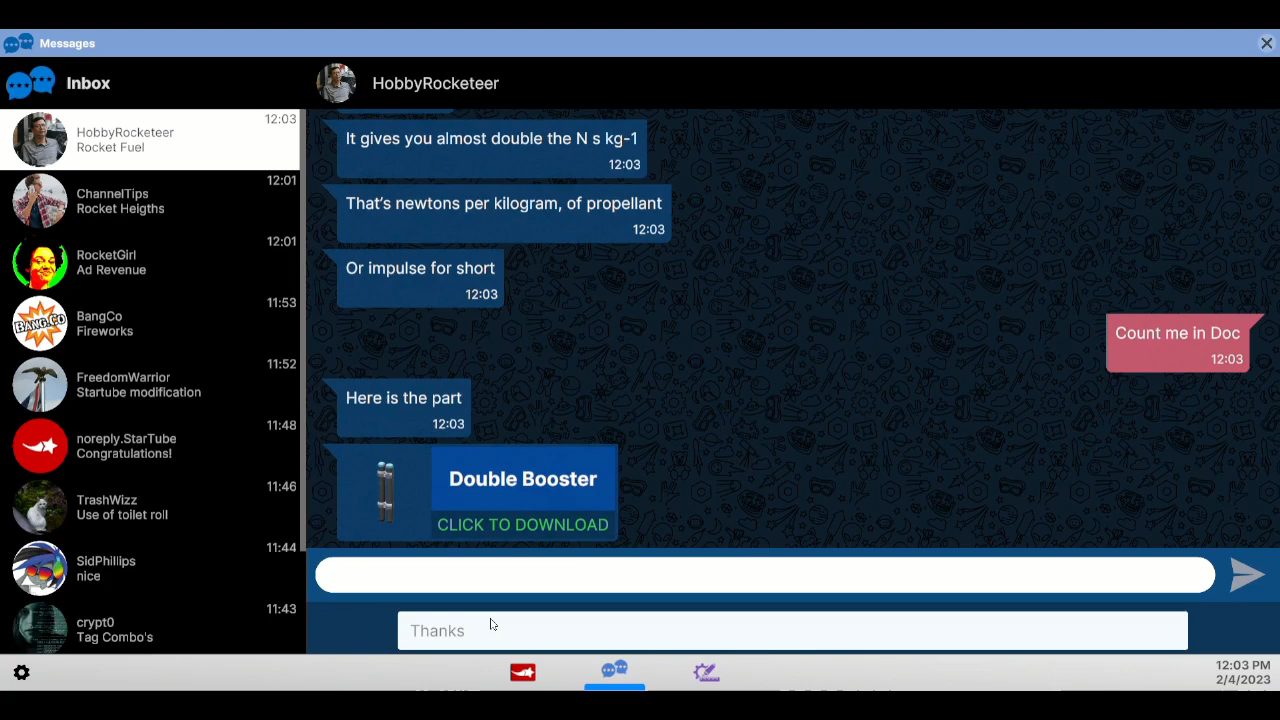 Messages
Inbox
HobbyRocketeer
HobbyRocketeer
Rocket Fuel
12:03
ChannelTips
Rocket Heigths
12:01
RocketGirl
Ad Revenue
12:01
BangCo
Fireworks
11:53
BANG.CO
FreedomWarrior
Startube modification
11:52
noreply.StarTube
Congratulations!
11:48
TrashWizz
Use of toilet roll
11:46
SidPhillips
nice
11:44
crypt0
Tag Combo's
11:43
It gives you almost double the N s kg-1
12:03
That's newtons per kilogram, of propellant
12:03
Or impulse for short
12:03
Count me in Doc
12:03
Here is the part
12:03
Double Booster
CLICK TO DOWNLOAD
Thanks
12:03 PM
2/4/2023